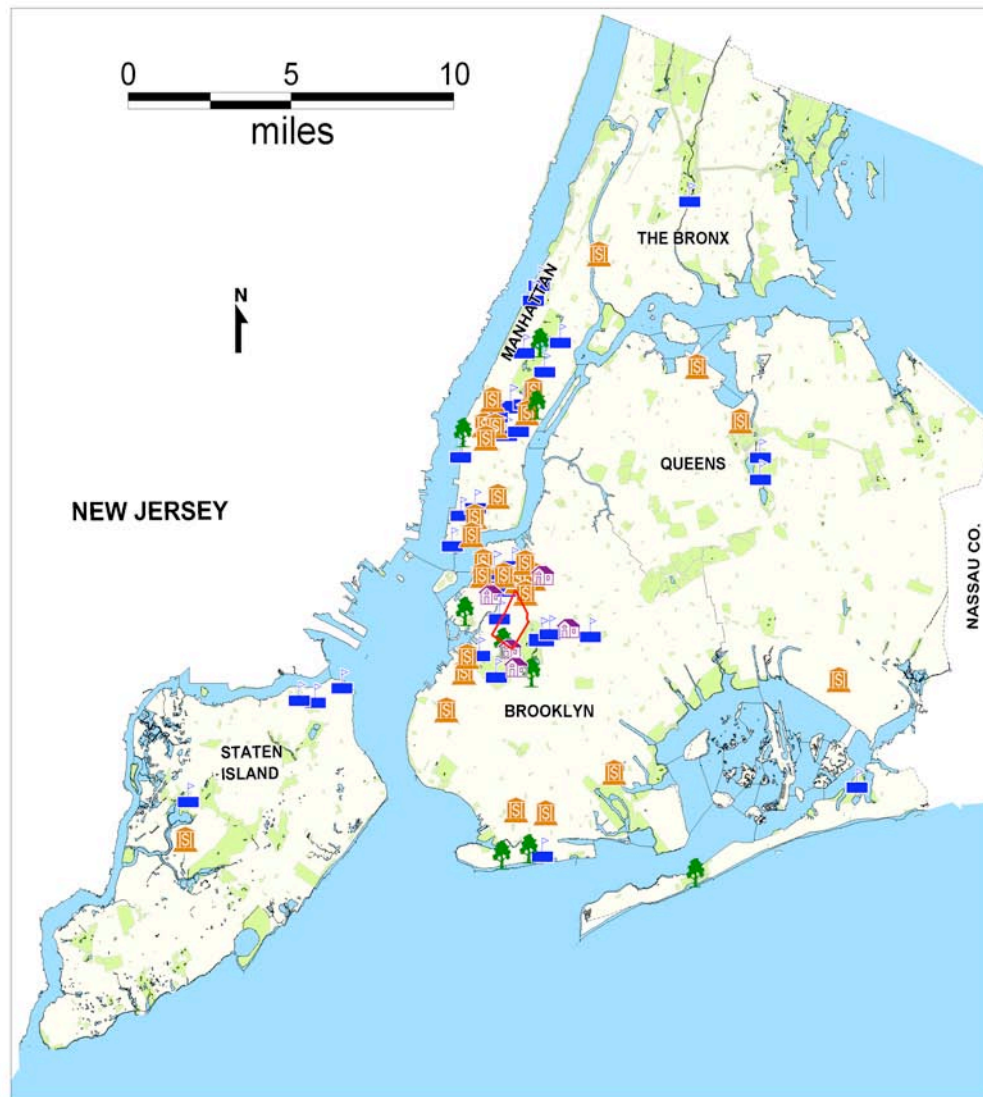 0 5 10
miles
N
THE BRONX
MANHATTAN
QUEENS
NEW JERSEY
NASSAU CO.
BROOKLYN
STATEN
ISLAND